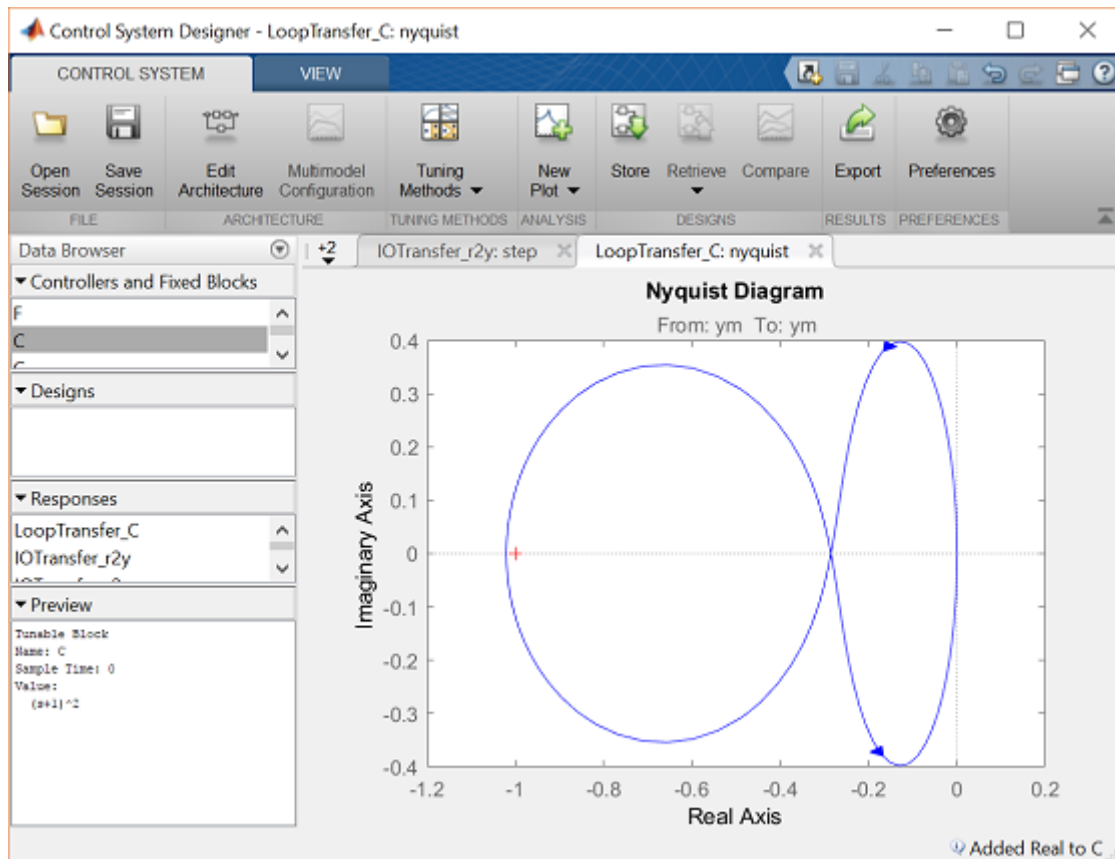 Control System Designer - LoopTransfer_C: nyquist
CONTROL SYSTEM
VIEW
Open Session
Save Session
Edit Architecture
Multimodel Configuration
Tuning Methods
New Plot
Store
Retrieve
Compare
Export
Preferences
FILE
ARCHITECTURE
TUNING METHODS
ANALYSIS
DESIGNS
RESULTS
PREFERENCES
Data Browser
Controllers and Fixed Blocks
F
C
Designs
Responses
LoopTransfer_C
IOTransfer_r2y
Preview
Tunable Block
Name: C
Sample Time: 0
Value:
(s+1)^2
+2
IOTransfer_r2y: step
LoopTransfer_C: nyquist
Nyquist Diagram
From: ym To: ym
Imaginary Axis
0.4
0.3
0.2
0.1
0
-0.1
-0.2
-0.3
-0.4
-1.2 -1 -0.8 -0.6 -0.4 -0.2 0 0.2
Real Axis
Added Real to C